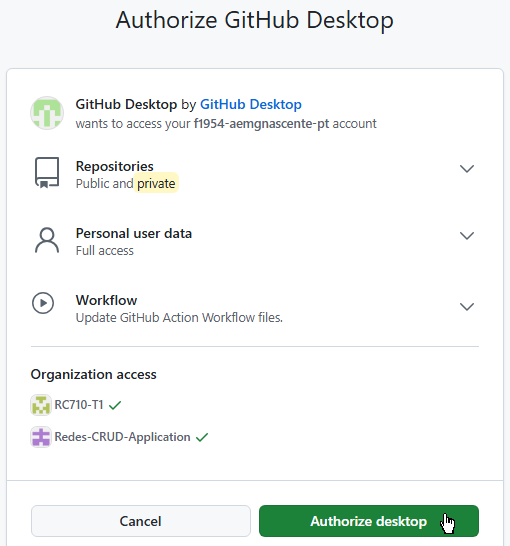 Authorize GitHub Desktop
GitHub Desktop by GitHub Desktop
wants to access your f1954-aemgnascente-pt account
Repositories
Public and private
Personal user data
Full access
Workflow
Update GitHub Action Workflow files.
Organization access
RC710-T1
Redes-CRUD-Application
Cancel
Authorize desktop